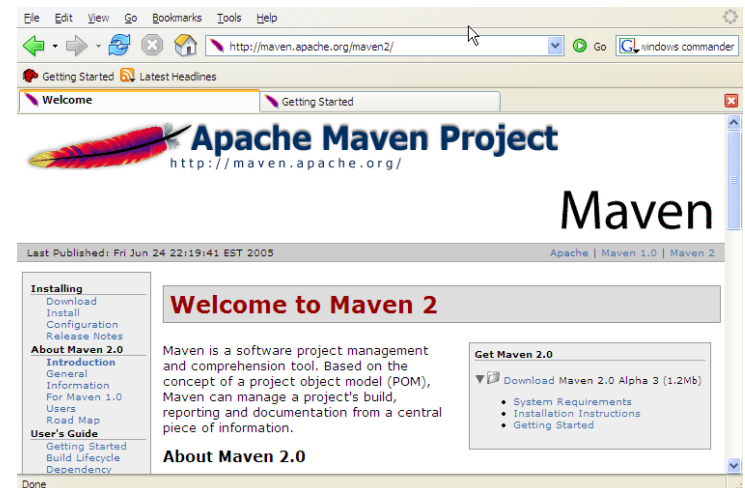 File Edit View Go Bookmarks Tools Help
http://maven.apache.org/maven2/ Go windows commander
Getting Started Latest Headlines
Welcome Getting Started
Apache Maven Project
http://maven.apache.org/
Maven
Last Published: Fri Jun 24 22:19:41 EST 2005 Apache | Maven 1.0 | Maven 2
Installing
Download
Install
Configuration
Release Notes
About Maven 2.0
Introduction
General
Information
For Maven 1.0
Users
Road Map
User's Guide
Getting Started
Build Lifecycle
Dependency
Welcome to Maven 2
Maven is a software project management
and comprehension tool. Based on the
concept of a project object model (POM),
Maven can manage a project's build,
reporting and documentation from a central
piece of information.
About Maven 2.0
Get Maven 2.0
Download Maven 2.0 Alpha 3 (1.2Mb)
System Requirements
Installation Instructions
Getting Started
Done